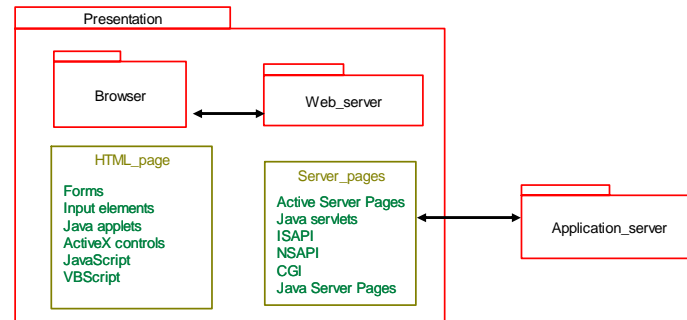 Presentation
Browser
Web_server
HTML_page
Forms
Input elements
Java applets
ActiveX controls
JavaScript
VBScript
Server_pages
Active Server Pages
Java servlets
ISAPI
NSAPI
CGI
Java Server Pages
Application_server